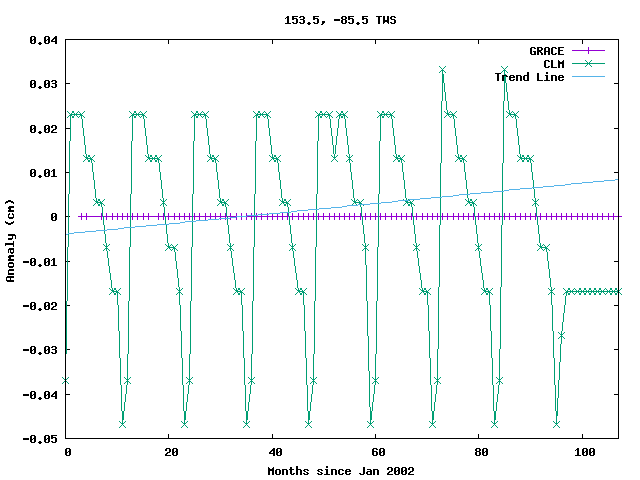 153.5, -85.5 TWS
GRACE
CLM
Trend Line
0.04
0.03
0.02
0.01
0
-0.01
-0.02
-0.03
-0.04
-0.05
Anomaly (cm)
0 20 40 60 80 100
Months since Jan 2002